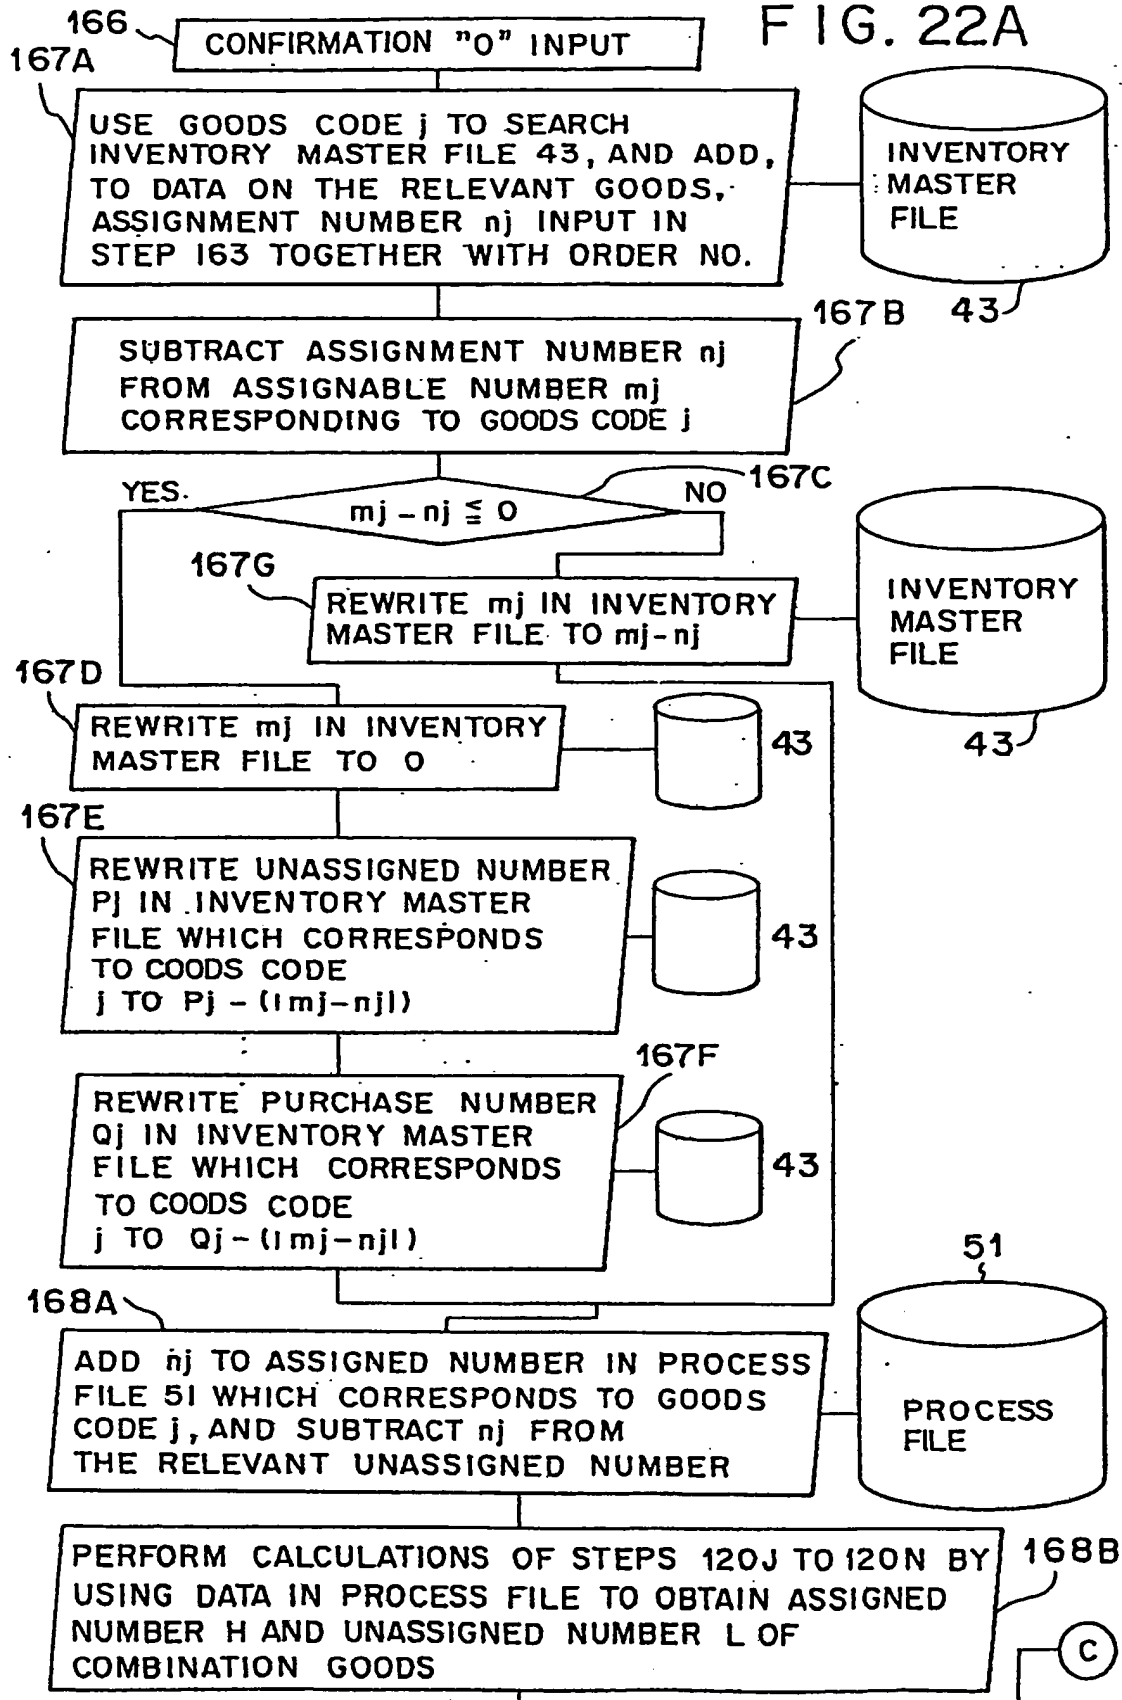 FIG. 22A
166
CONFIRMATION "0" INPUT
167A
USE GOODS CODE j TO SEARCH
INVENTORY MASTER FILE 43, AND ADD,
TO DATA ON THE RELEVANT GOODS,
ASSIGNMENT NUMBER nj INPUT IN
STEP 163 TOGETHER WITH ORDER NO.
INVENTORY
MASTER
FILE
43
167B
SUBTRACT ASSIGNMENT NUMBER nj
FROM ASSIGNABLE NUMBER mj
CORRESPONDING TO GOODS CODE j
167C
YES.
mj - nj ≦ 0
NO
167G
REWRITE mj IN INVENTORY
MASTER FILE TO mj-nj
INVENTORY
MASTER
FILE
43
167D
REWRITE mj IN INVENTORY
MASTER FILE TO 0
43
167E
REWRITE UNASSIGNED NUMBER
Pj IN INVENTORY MASTER
FILE WHICH CORRESPONDS
TO COODS CODE
j TO Pj - (|mj-nj|)
43
167F
REWRITE PURCHASE NUMBER
Qj IN INVENTORY MASTER
FILE WHICH CORRESPONDS
TO COODS CODE
j TO Qj-(|mj-nj|)
43
168A
ADD nj TO ASSIGNED NUMBER IN PROCESS
FILE 51 WHICH CORRESPONDS TO GOODS
CODE j, AND SUBTRACT nj FROM
THE RELEVANT UNASSIGNED NUMBER
51
PROCESS
FILE
168B
PERFORM CALCULATIONS OF STEPS 120J TO 120N BY
USING DATA IN PROCESS FILE TO OBTAIN ASSIGNED
NUMBER H AND UNASSIGNED NUMBER L OF
COMBINATION GOODS
C